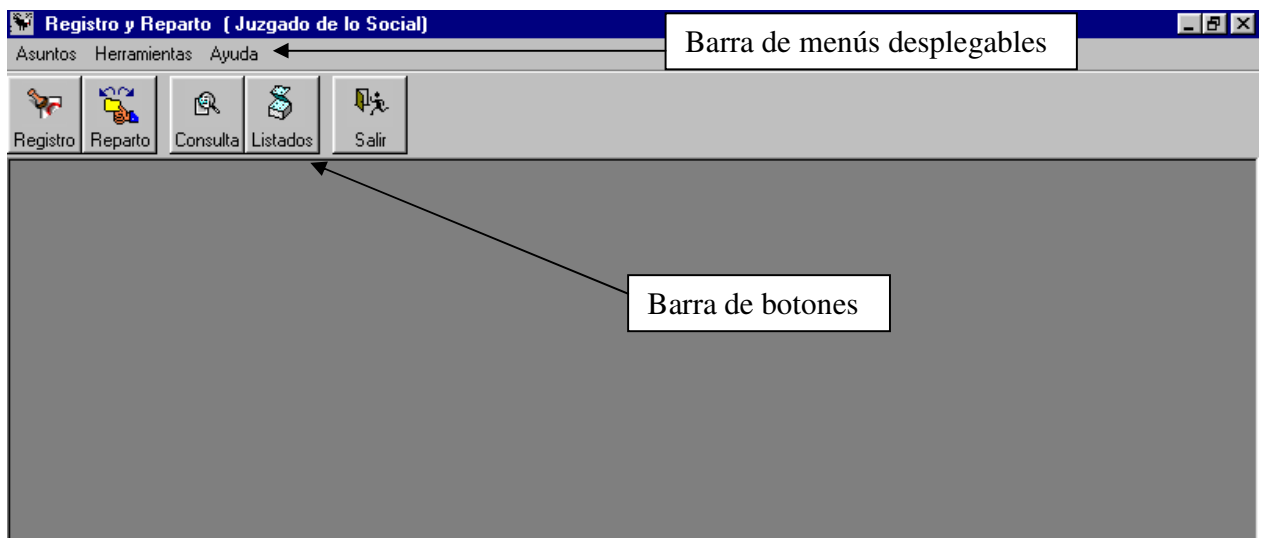 Registro y Reparto ( Juzgado de lo Social)
Barra de menús desplegables
Asuntos Herramientas Ayuda
Registro Reparto Consulta Listados Salir
Barra de botones